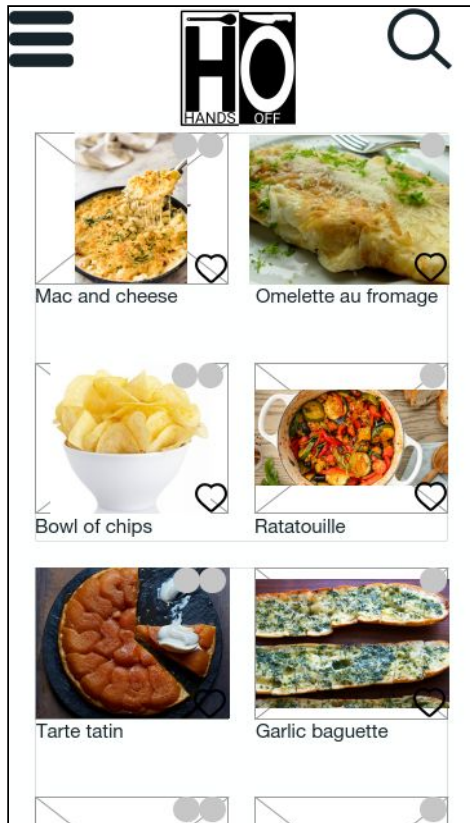 HO
HANDS OFF
Mac and cheese
Omelette au fromage
Bowl of chips
Ratatouille
Tarte tatin
Garlic baguette